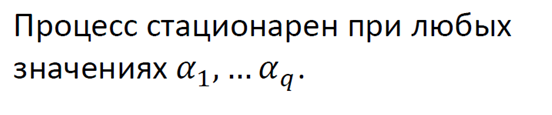 Процесс стационарен при любых
значениях α₁, … α_q.